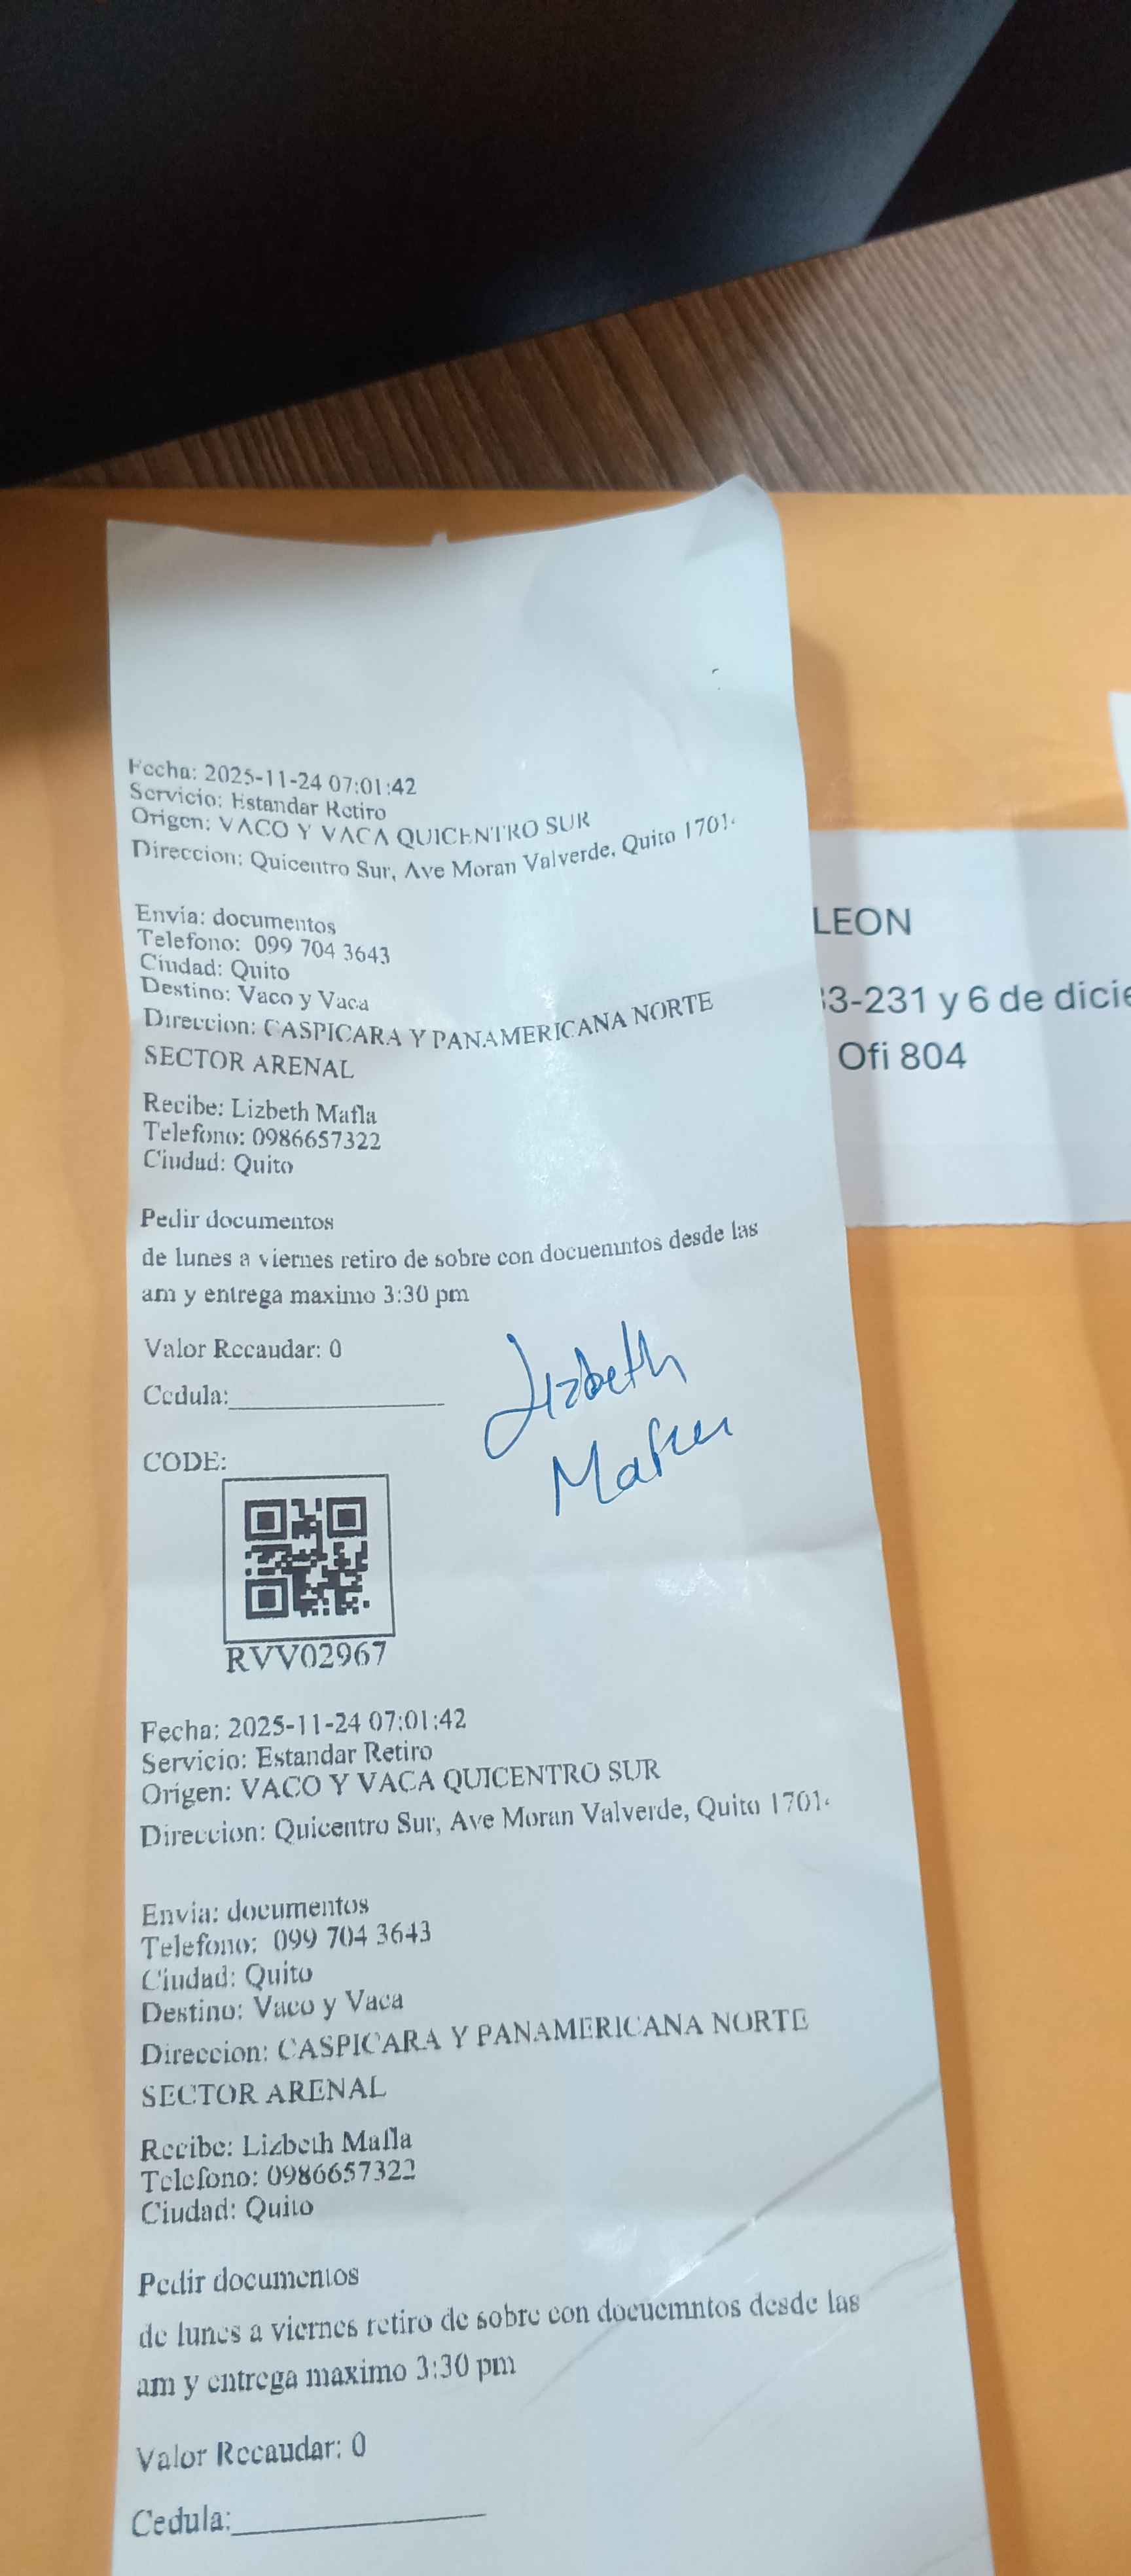 Fecha: 2025-11-24 07:01:42
Servicio: Estandar Retiro
Origen: VACO Y VACA QUICENTRO SUR
Direccion: Quicentro Sur, Ave Moran Valverde, Quito 1701
Envia: documentos
Telefono: 099 704 3643
Ciudad: Quito
Destino: Vaco y Vaca
Direccion: CASPICARA Y PANAMERICANA NORTE
SECTOR ARENAL
Recibe: Lizbeth Mafla
Telefono: 0986657322
Ciudad: Quito
Pedir documentos
de lunes a viernes retiro de sobre con docuemntos desde las
am y entrega maximo 3:30 pm
Valor Recaudar: 0
Cedula:
Lizbeth
CODE:
RVV02967
Fecha: 2025-11-24 07:01:42
Servicio: Estandar Retiro
Origen: VACO Y VACA QUICENTRO SUR
Direccion: Quicentro Sur, Ave Moran Valverde, Quito 1701
Envia: documentos
Telefono: 099 704 3643
Ciudad: Quito
Destino: Vaco y Vaca
Direccion: CASPICARA Y PANAMERICANA NORTE
SECTOR ARENAL
Recibe: Lizbeth Mafla
Telefono: 0986657322
Ciudad: Quito
Pedir documentos
de lunes a viernes retiro de sobre con docuemntos desde las
am y entrega maximo 3:30 pm
Valor Recaudar: 0
Cedula:
LEON
3-231 y 6 de dicie
Ofi 804